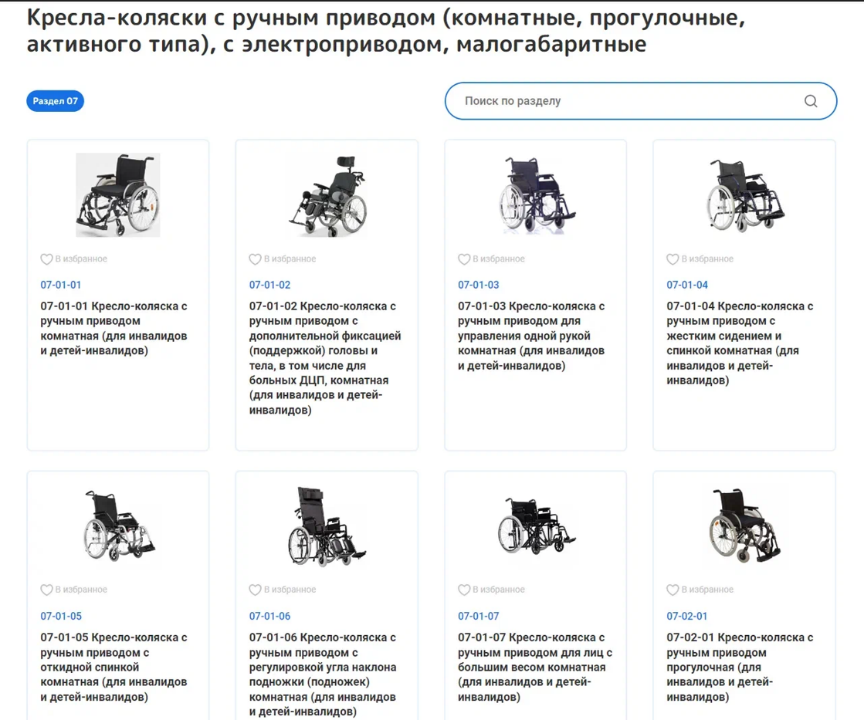 Кресла-коляски с ручным приводом (комнатные, прогулочные,
активного типа), с электроприводом, малогабаритные
Раздел 07
Поиск по разделу
В избранное
07-01-01
07-01-01 Кресло-коляска с
ручным приводом
комнатная (для инвалидов
и детей-инвалидов)
В избранное
07-01-02
07-01-02 Кресло-коляска с
ручным приводом с
дополнительной фиксацией
(поддержкой) головы и
тела, в том числе для
больных ДЦП, комнатная
(для инвалидов и детей-
инвалидов)
В избранное
07-01-03
07-01-03 Кресло-коляска с
ручным приводом для
управления одной рукой
комнатная (для инвалидов
и детей-инвалидов)
В избранное
07-01-04
07-01-04 Кресло-коляска с
ручным приводом с
жестким сидением и
спинкой комнатная (для
инвалидов и детей-
инвалидов)
В избранное
07-01-05
07-01-05 Кресло-коляска с
ручным приводом с
откидной спинкой
комнатная (для инвалидов
и детей-инвалидов)
В избранное
07-01-06
07-01-06 Кресло-коляска с
ручным приводом с
регулировкой угла наклона
подножки (подножек)
комнатная (для инвалидов
и детей-инвалидов)
В избранное
07-01-07
07-01-07 Кресло-коляска с
ручным приводом для лиц с
большим весом комнатная
(для инвалидов и детей-
инвалидов)
В избранное
07-02-01
07-02-01 Кресло-коляска с
ручным приводом
прогулочная (для
инвалидов и детей-
инвалидов)